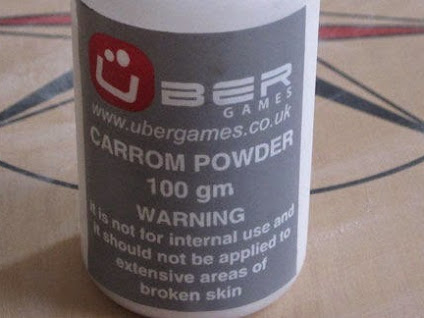 ÜBER
GAMES
www.ubergames.co.uk
CARROM POWDER
100 gm
WARNING
It is not for internal use and
it should not be applied to
extensive areas of
broken skin